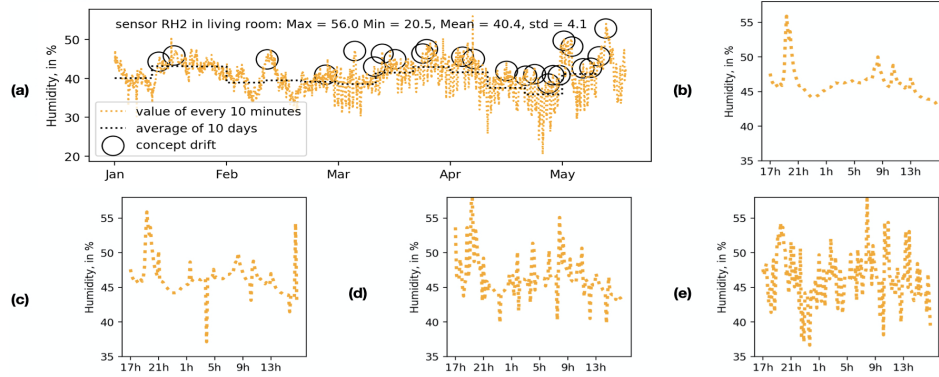 sensor RH2 in living room: Max = 56.0 Min = 20.5, Mean = 40.4, std = 4.1
50
40
30
20
Humidity, in %
value of every 10 minutes
average of 10 days
concept drift
Jan Feb Mar Apr May
(a)
55
50
45
40
35
Humidity, in %
17h 21h 1h 5h 9h 13h
(b)
55
50
45
40
35
Humidity, in %
17h 21h 1h 5h 9h 13h
(c)
55
50
45
40
35
Humidity, in %
17h 21h 1h 5h 9h 13h
(d)
55
50
45
40
35
Humidity, in %
17h 21h 1h 5h 9h 13h
(e)